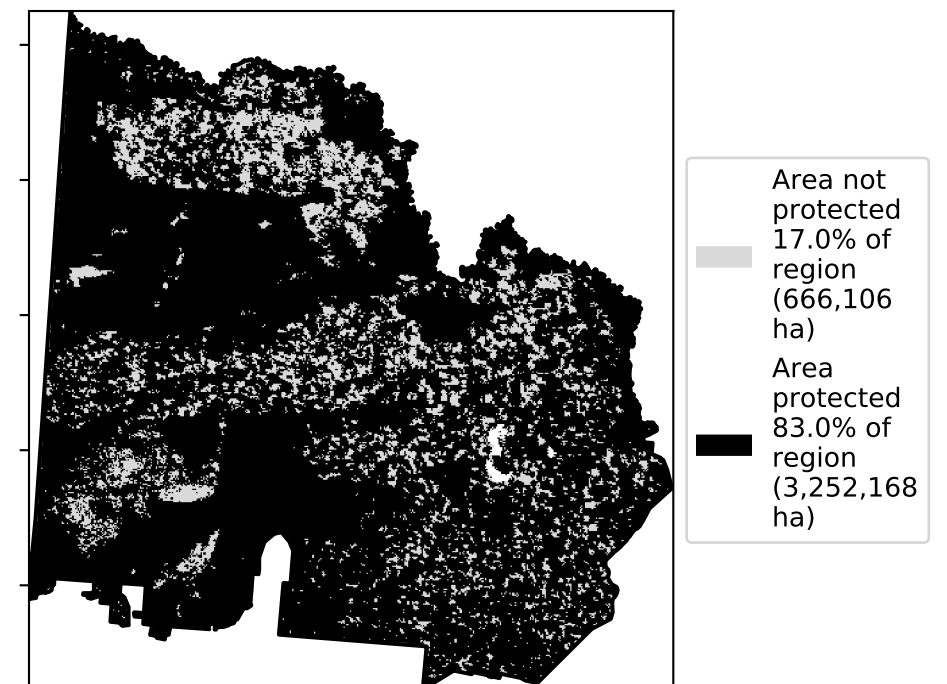 Area not
protected
17.0% of
region
(666,106
ha)
Area
protected
83.0% of
region
(3,252,168
ha)